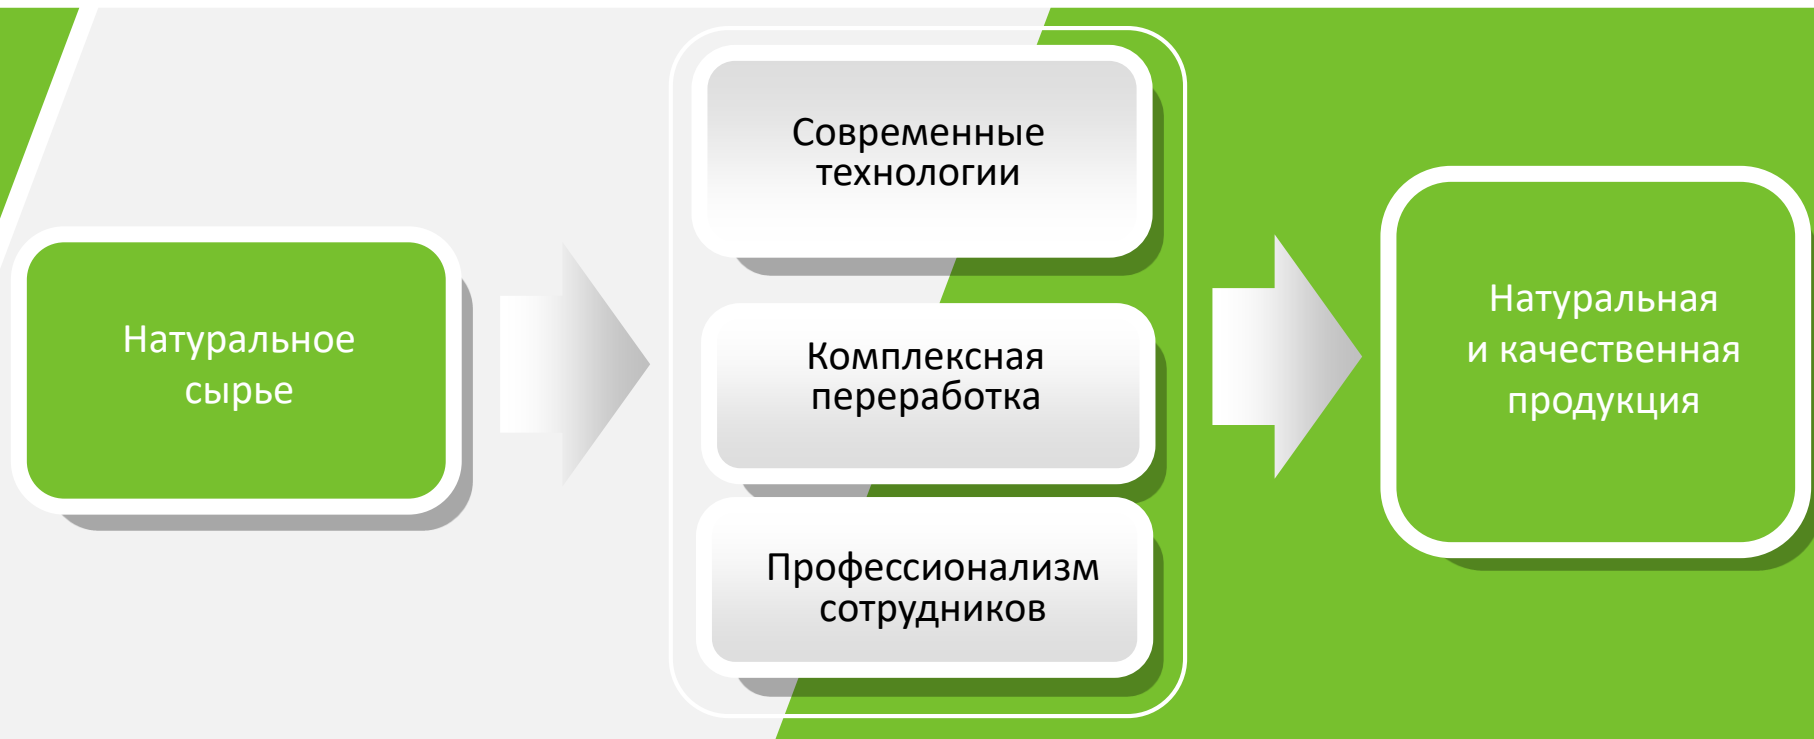 Натуральное
сырье
Современные
технологии
Комплексная
переработка
Профессионализм
сотрудников
Натуральная
и качественная
продукция